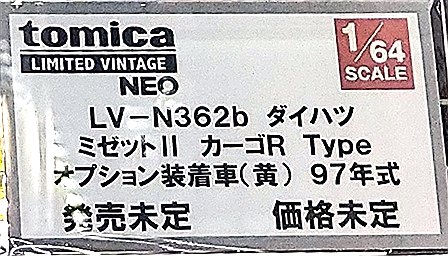 tomica
LIMITED VINTAGE
NEO
1/64
SCALE
LV-N362b ダイハツ
ミゼットII カーゴR Type
オプション装着車(黄) 97年式
発売未定 価格未定